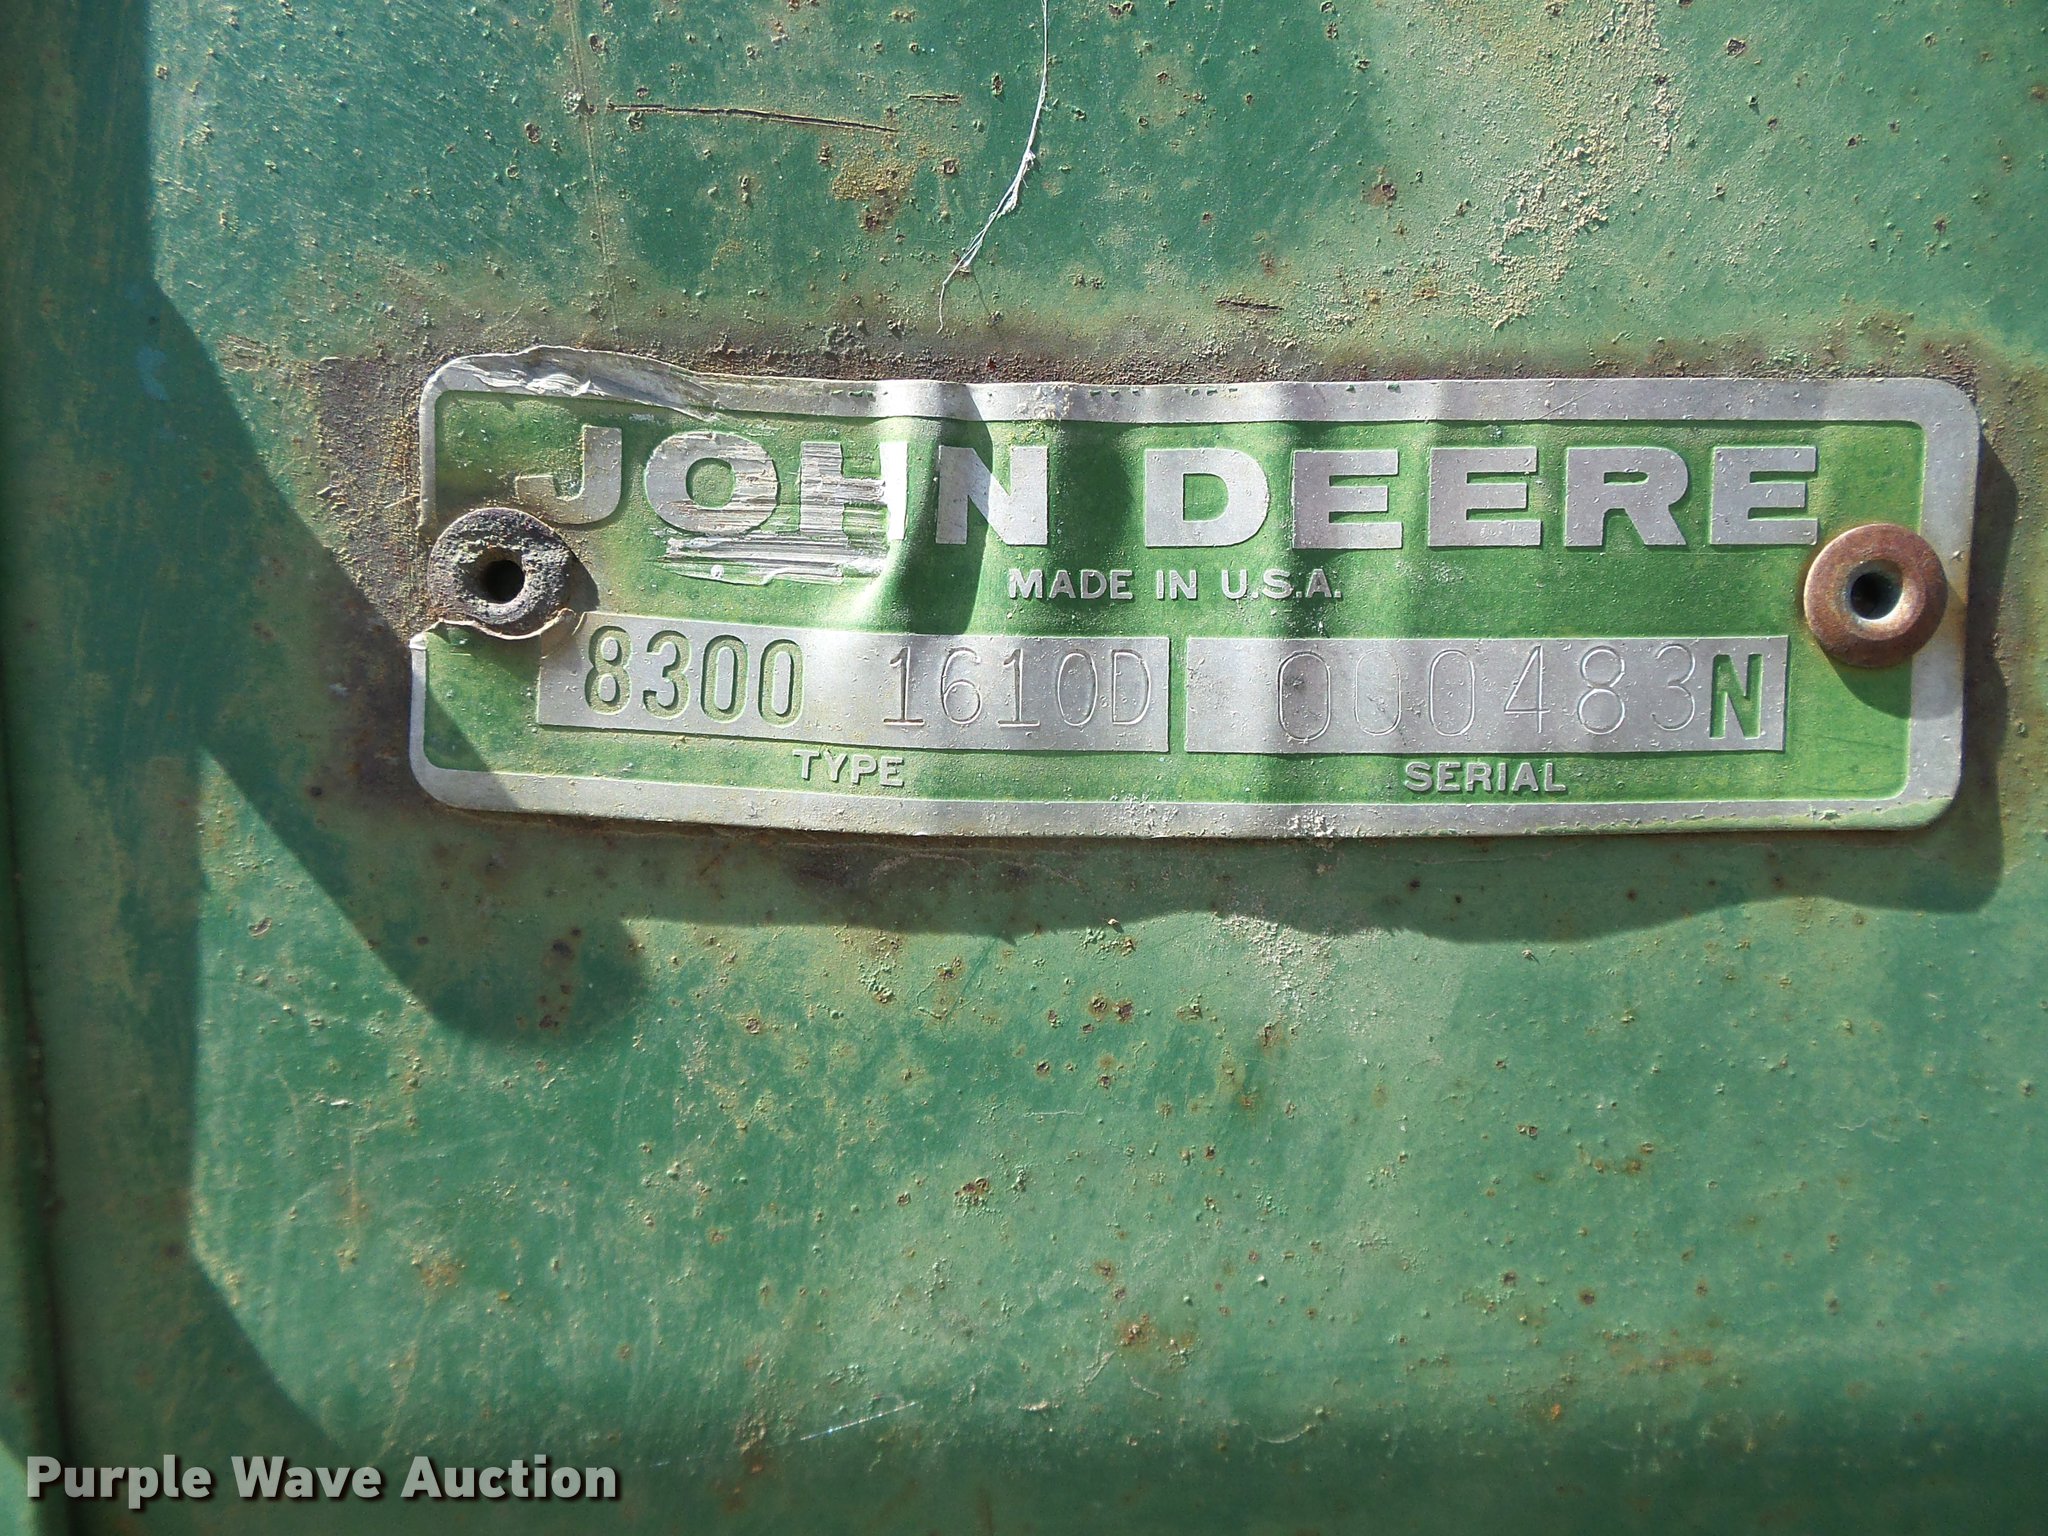 JOHN DEERE
MADE IN U.S.A.
8300 1610D 000483N
TYPE SERIAL
Purple Wave Auction